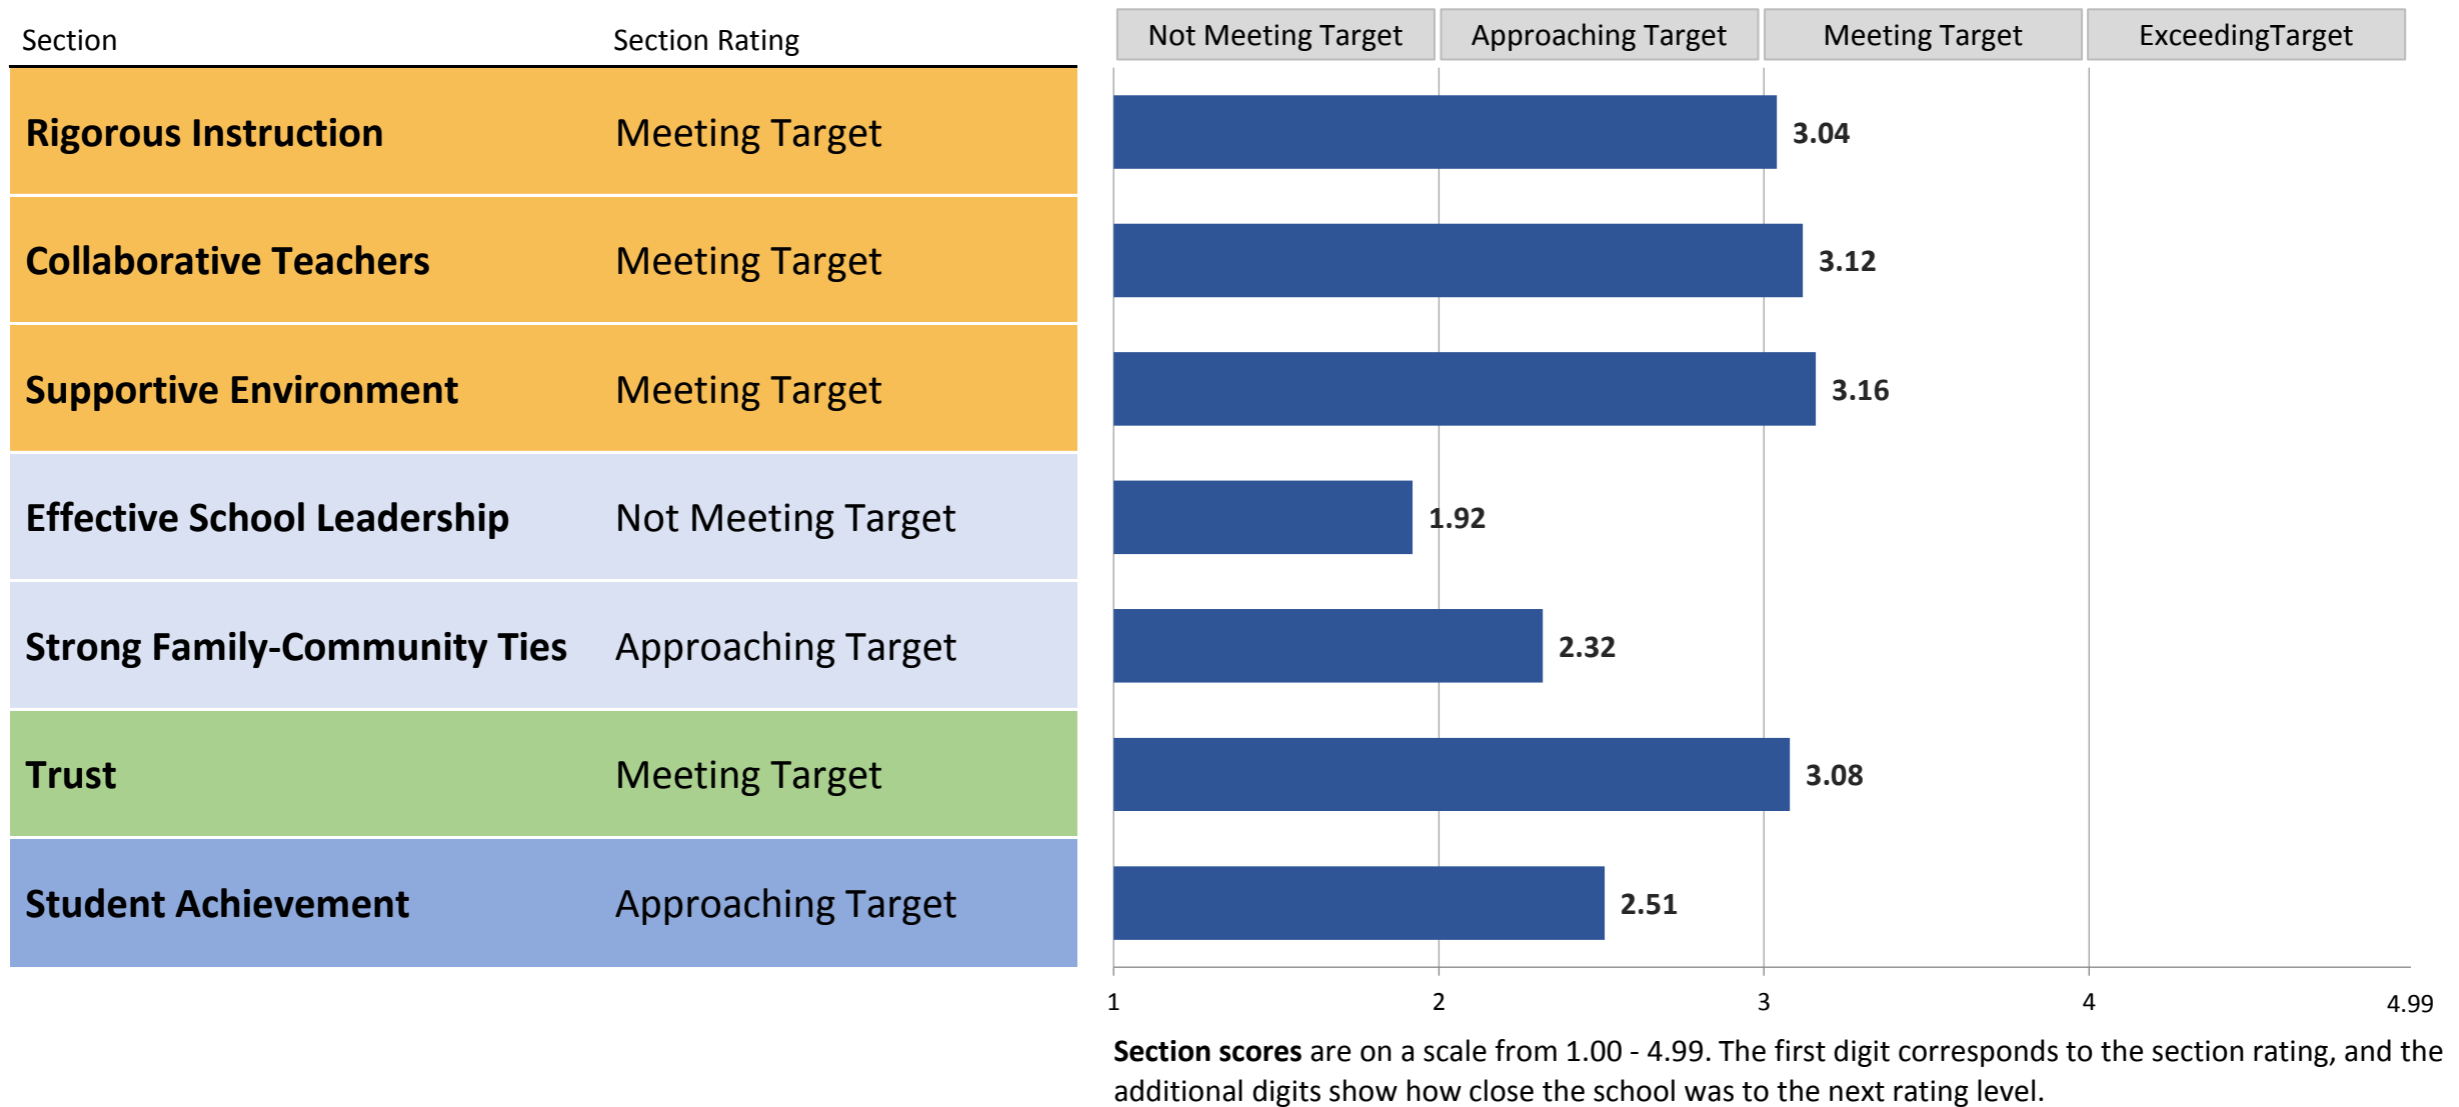 Section Section Rating Not Meeting Target Approaching Target Meeting Target ExceedingTarget
Rigorous Instruction Meeting Target 3.04
Collaborative Teachers Meeting Target 3.12
Supportive Environment Meeting Target 3.16
Effective School Leadership Not Meeting Target 1.92
Strong Family-Community Ties Approaching Target 2.32
Trust Meeting Target 3.08
Student Achievement Approaching Target 2.51
1 2 3 4 4.99
Section scores are on a scale from 1.00 - 4.99. The first digit corresponds to the section rating, and the
additional digits show how close the school was to the next rating level.